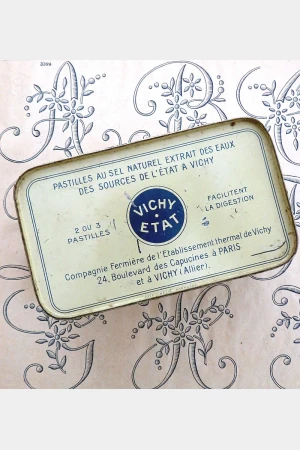 PASTILLES AU SEL NATUREL EXTRAIT DES EAUX
DES SOURCES DE L'ÉTAT A VICHY
2 OU 3
PASTILLES
VICHY
ETAT
FACILITENT
LA DIGESTION
Compagnie Fermière de l'Etablissement thermal de Vichy
24, Boulevard des Capucines à PARIS
et à VICHY (Allier).